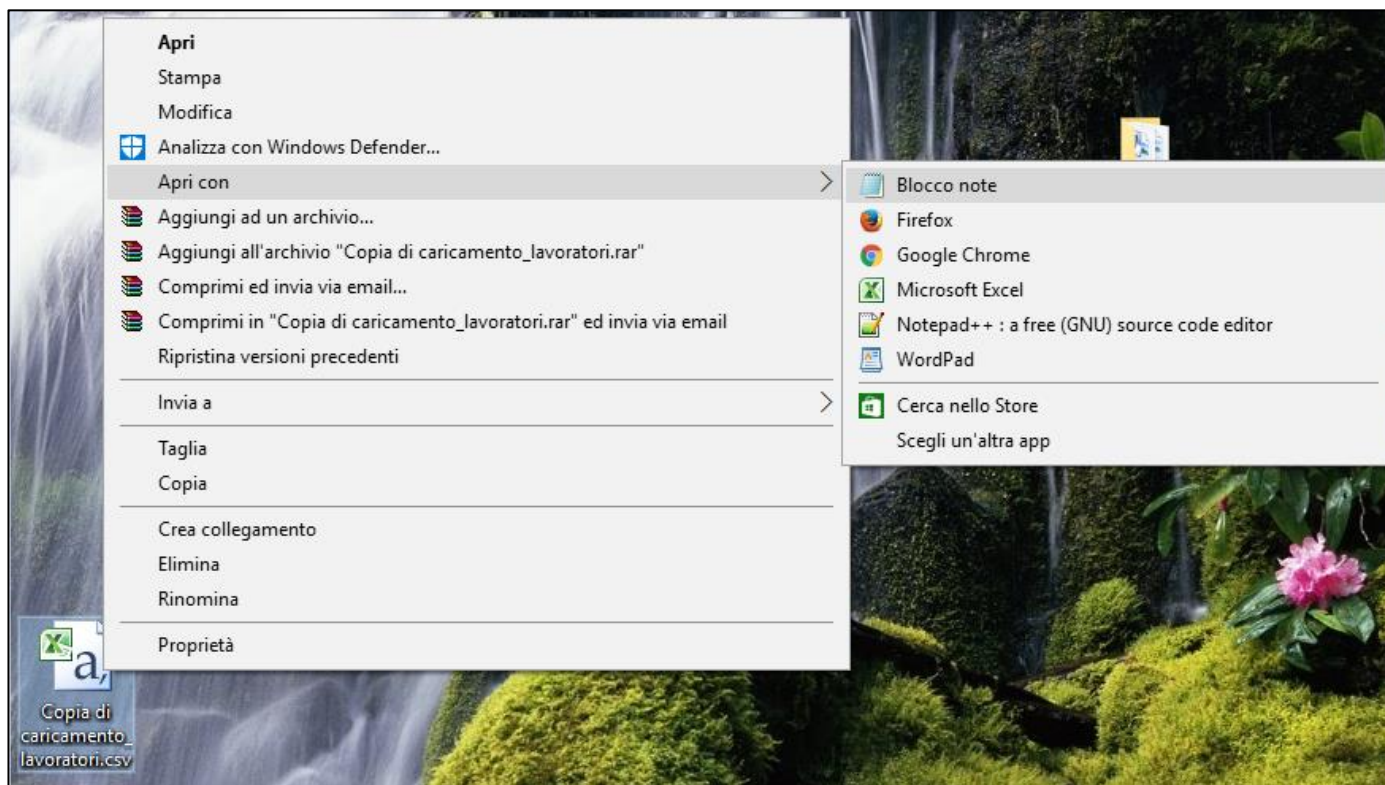 Apri
Stampa
Modifica
Analizza con Windows Defender...
Apri con
Aggiungi ad un archivio...
Aggiungi all'archivio "Copia di caricamento_lavoratori.rar"
Comprimi ed invia via email...
Comprimi in "Copia di caricamento_lavoratori.rar" ed invia via email
Ripristina versioni precedenti
Invia a
Taglia
Copia
Crea collegamento
Elimina
Rinomina
Proprietà
Blocco note
Firefox
Google Chrome
Microsoft Excel
Notepad++ : a free (GNU) source code editor
WordPad
Cerca nello Store
Scegli un'altra app
a,
Copia di
caricamento_
lavoratori.csv